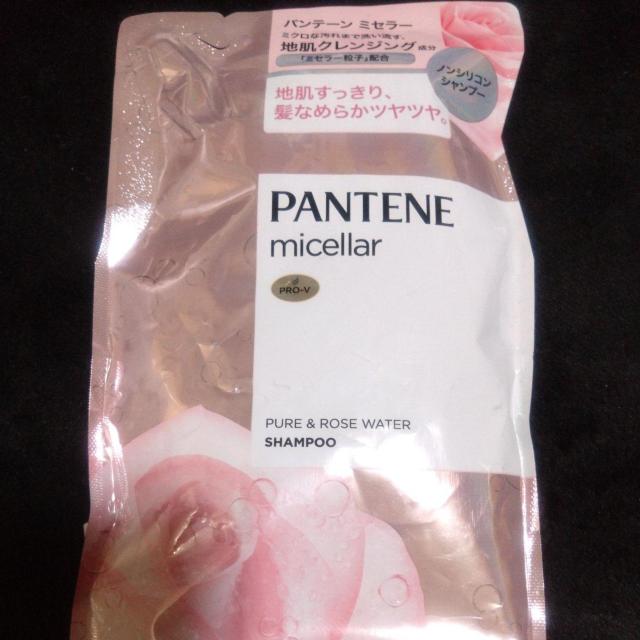 パンテーン ミセラー
ミクロな汚れまで洗い流す、
地肌クレンジング成分
「ミセラー粒子」配合
ノンシリコン
シャンプー
地肌すっきり、
髪なめらかツヤツヤ。
PANTENE
micellar
PRO-V
PURE & ROSE WATER
SHAMPOO